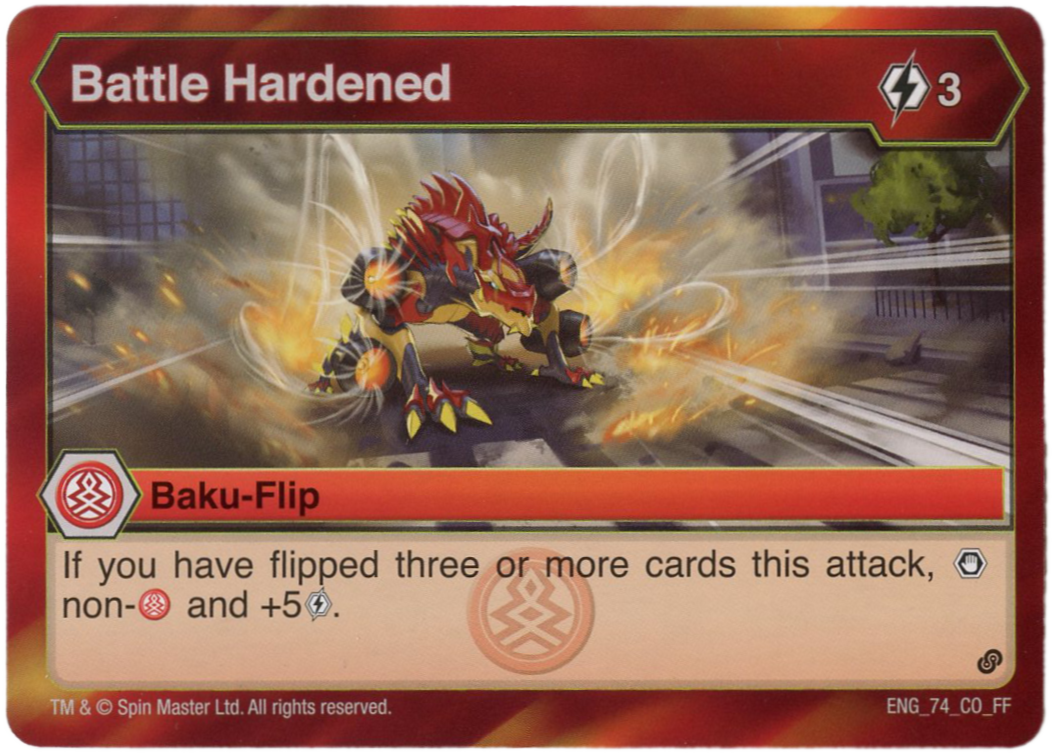 Battle Hardened
3
Baku-Flip
If you have flipped three or more cards this attack,
non- and +5.
TM & © Spin Master Ltd. All rights reserved.
ENG_74_CO_FF